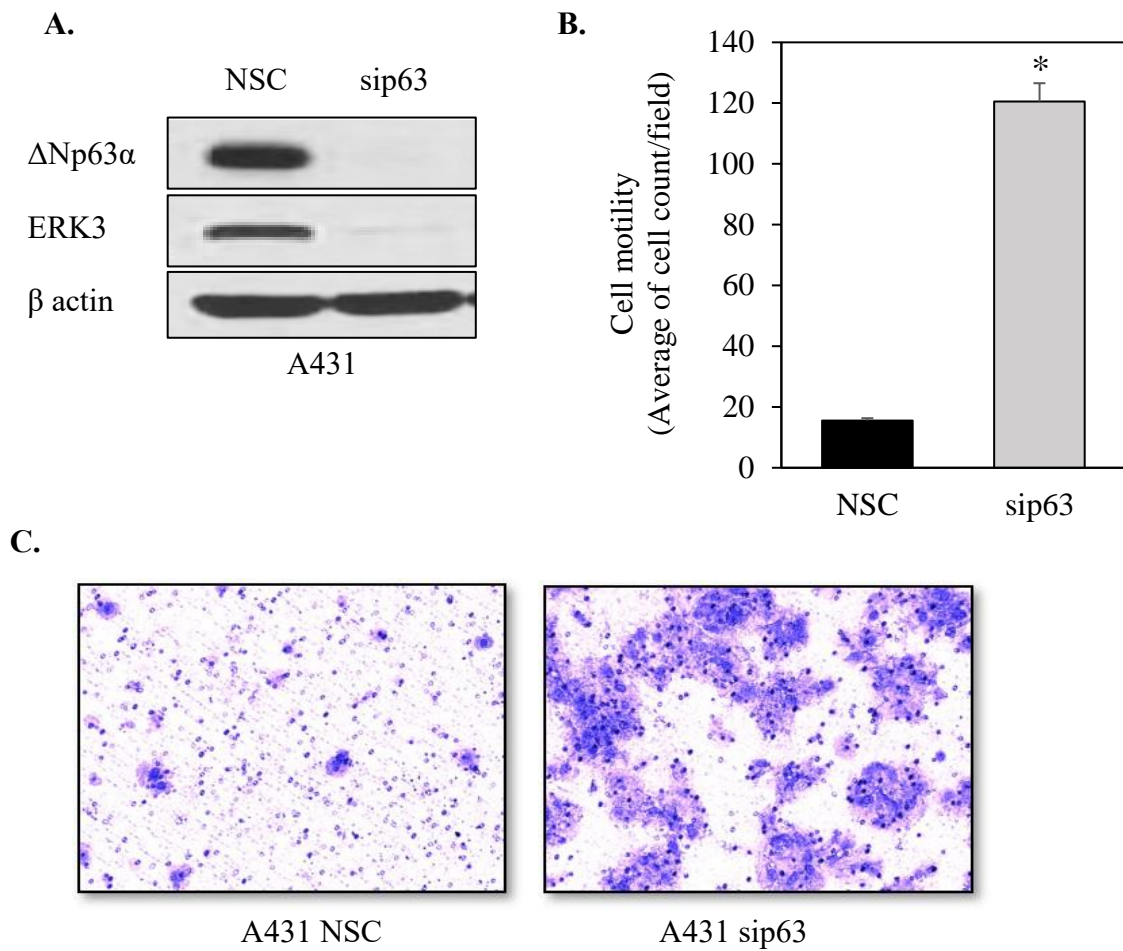 A.
NSC sip63
ΔNp63α
ERK3
β actin
A431
B.
Cell motility
(Average of cell count/field)
140
120
100
80
60
40
20
0
*
NSC sip63
C.
A431 NSC
A431 sip63